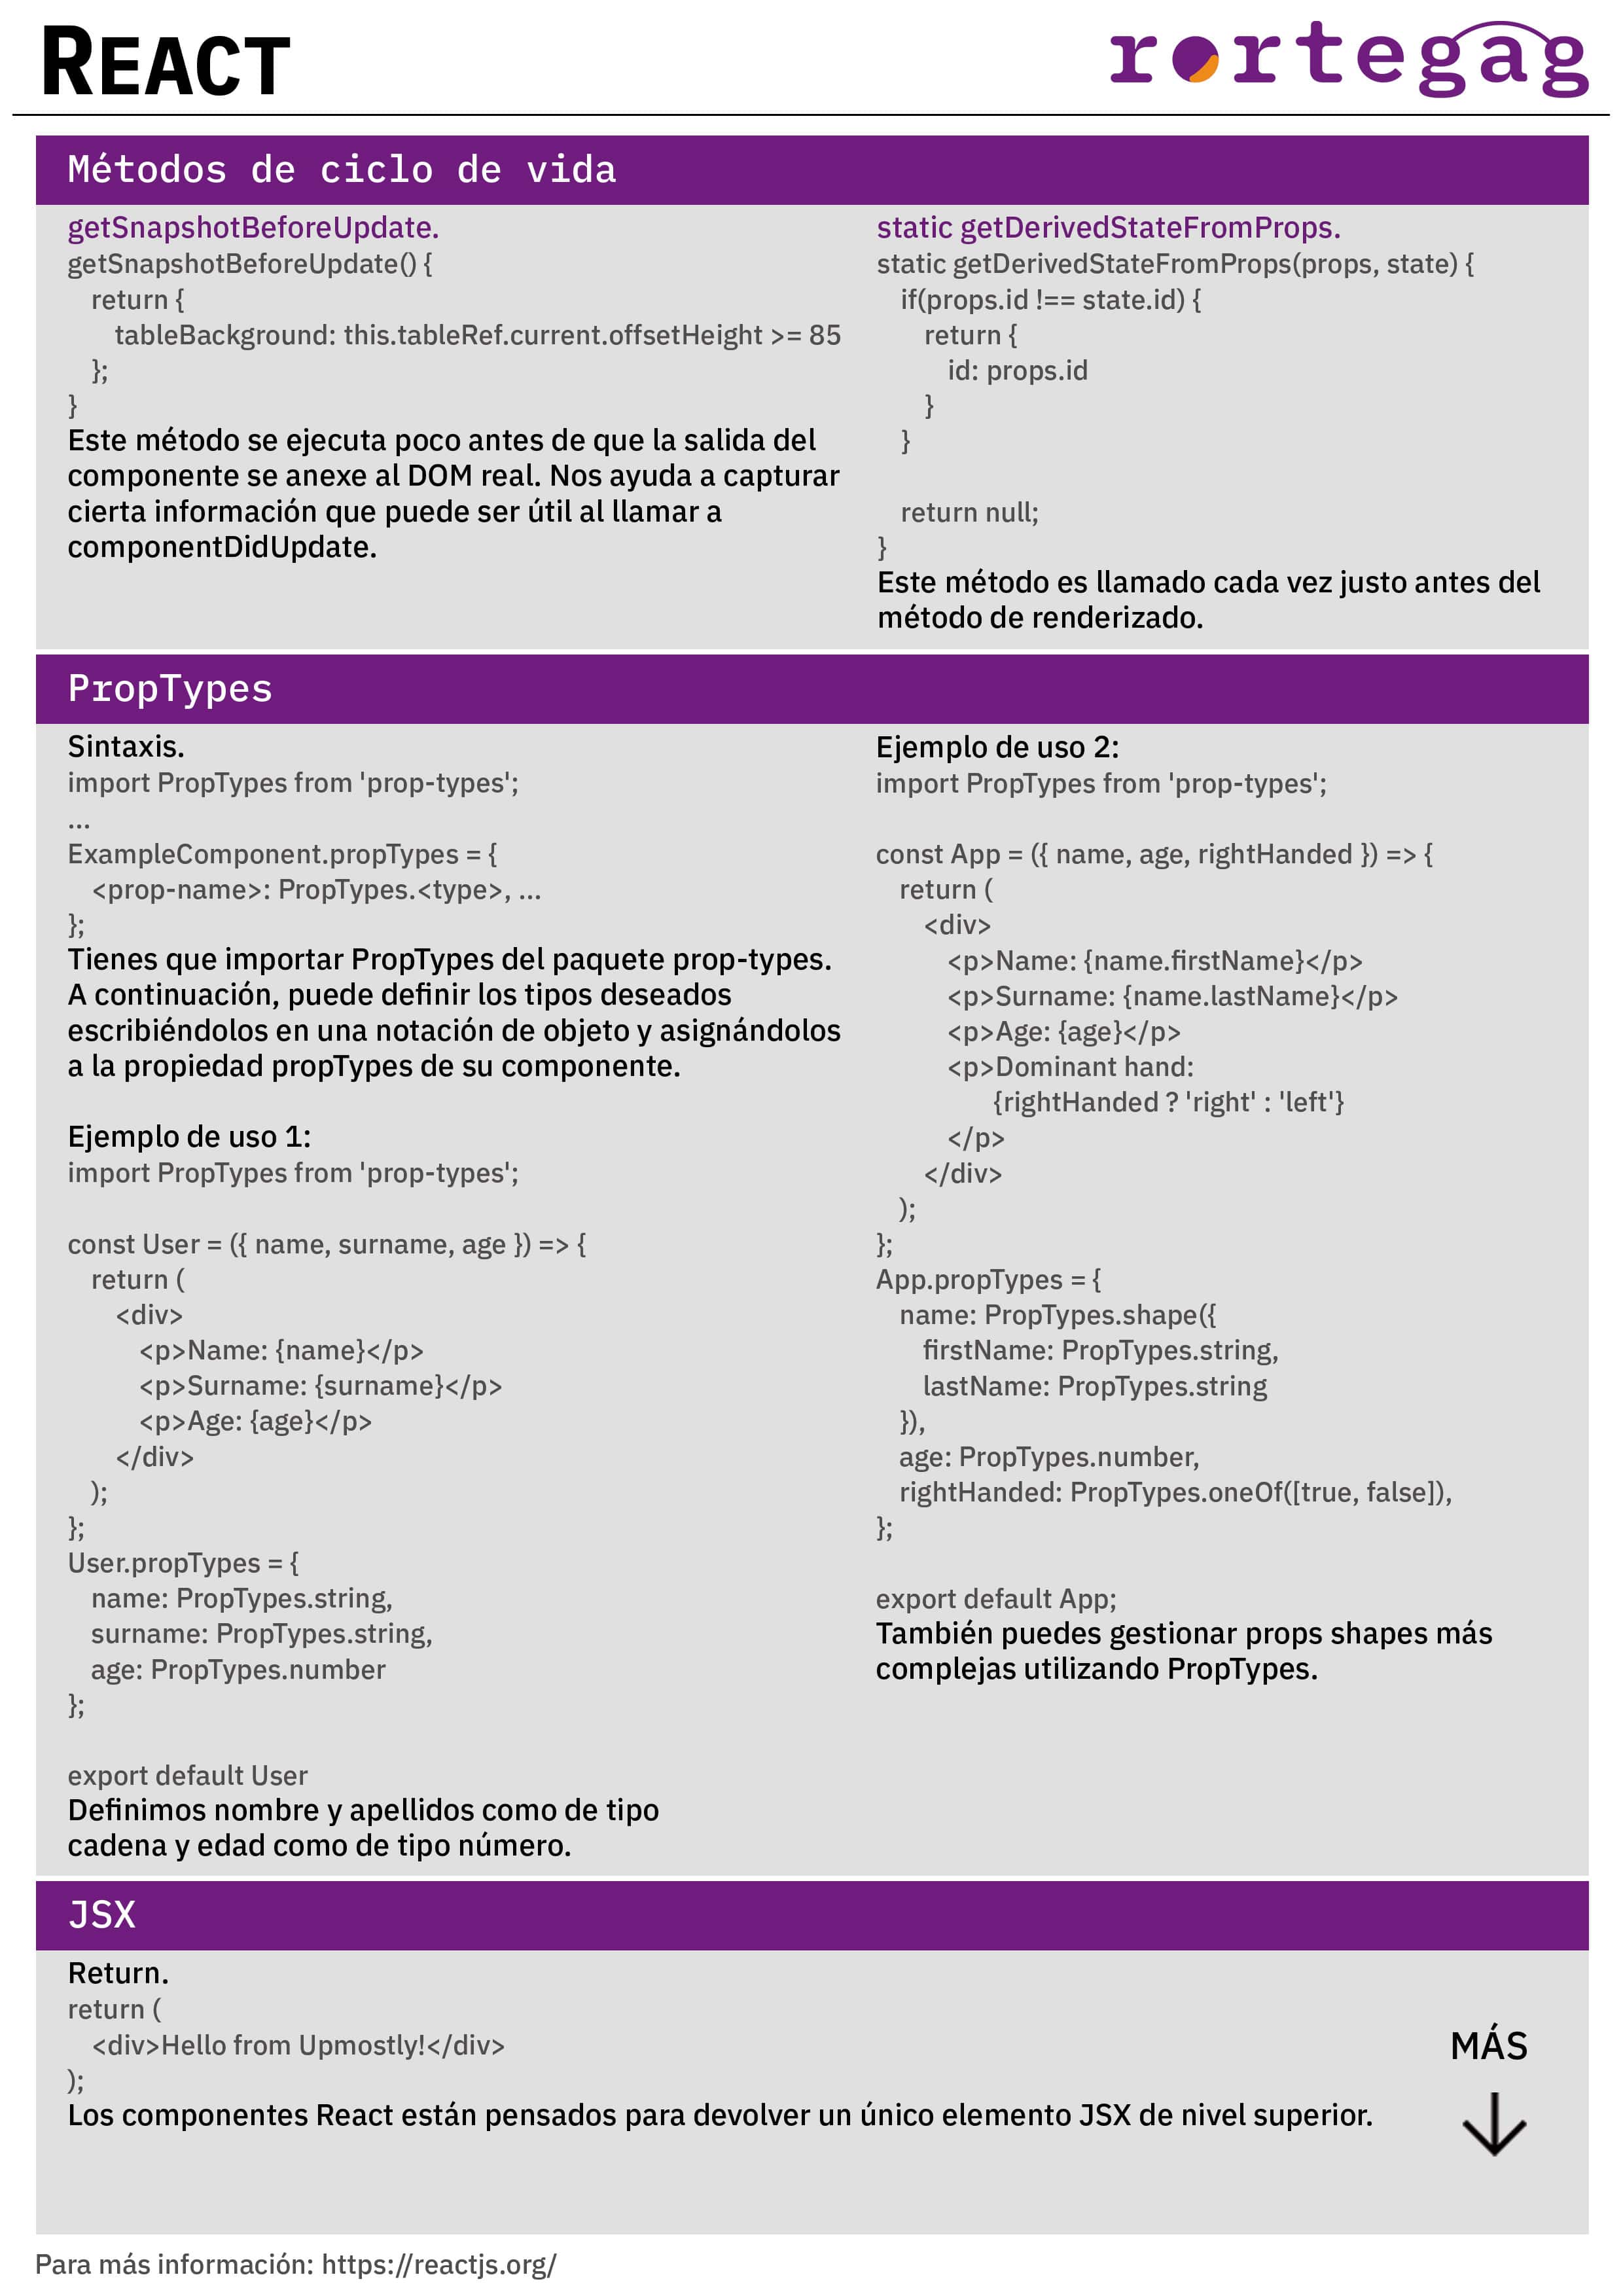 REACT
rortegag
Métodos de ciclo de vida
getSnapshotBeforeUpdate.
getSnapshotBeforeUpdate() {
return {
tableBackground: this.tableRef.current.offsetHeight >= 85
};
}
Este método se ejecuta poco antes de que la salida del
componente se anexe al DOM real. Nos ayuda a capturar
cierta información que puede ser útil al llamar a
componentDidUpdate.
static getDerivedStateFromProps.
static getDerivedStateFromProps(props, state) {
if(props.id !== state.id) {
return {
id: props.id
}
}
return null;
}
Este método es llamado cada vez justo antes del
método de renderizado.
PropTypes
Sintaxis.
import PropTypes from 'prop-types';
...
ExampleComponent.propTypes = {
<prop-name>: PropTypes.<type>, ...
};
Tienes que importar PropTypes del paquete prop-types.
A continuación, puede definir los tipos deseados
escribiéndolos en una notación de objeto y asignándolos
a la propiedad propTypes de su componente.
Ejemplo de uso 1:
import PropTypes from 'prop-types';
const User = ({ name, surname, age }) => {
return (
<div>
<p>Name: {name}</p>
<p>Surname: {surname}</p>
<p>Age: {age}</p>
</div>
);
};
User.propTypes = {
name: PropTypes.string,
surname: PropTypes.string,
age: PropTypes.number
};
export default User
Definimos nombre y apellidos como de tipo
cadena y edad como de tipo número.
Ejemplo de uso 2:
import PropTypes from 'prop-types';
const App = ({ name, age, rightHanded }) => {
return (
<div>
<p>Name: {name.firstName}</p>
<p>Surname: {name.lastName}</p>
<p>Age: {age}</p>
<p>Dominant hand:
{rightHanded ? 'right' : 'left'}
</p>
</div>
);
};
App.propTypes = {
name: PropTypes.shape({
firstName: PropTypes.string,
lastName: PropTypes.string
}),
age: PropTypes.number,
rightHanded: PropTypes.oneOf([true, false]),
};
export default App;
También puedes gestionar props shapes más
complejas utilizando PropTypes.
JSX
Return.
return (
<div>Hello from Upmostly!</div>
);
Los componentes React están pensados para devolver un único elemento JSX de nivel superior.
MÁS
Para más información: https://reactjs.org/